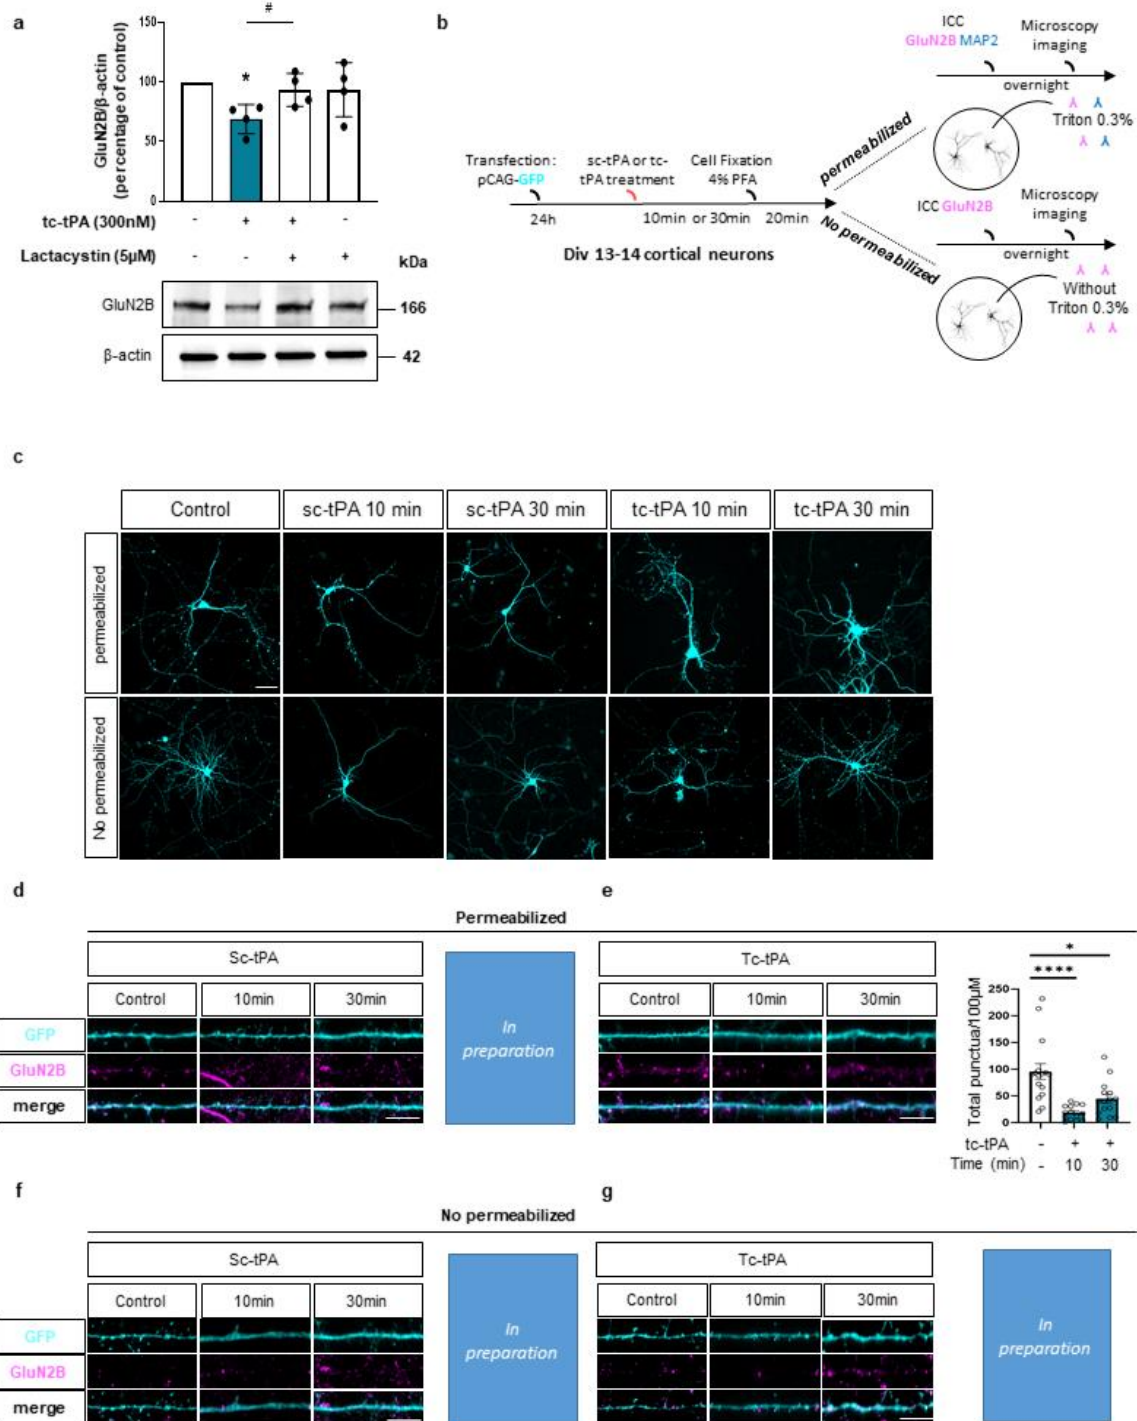 a
#
150
100
50
0
GluN2B/β-actin
(percentage of control)
*
tc-tPA (300nM) - + + -
Lactacystin (5µM) - - + +
kDa
GluN2B 166
β-actin 42
b
Transfection:
pCAG-GFP
sc-tPA or tc-
tPA treatment
Cell Fixation
4% PFA
24h 10min or 30min 20min
Div 13-14 cortical neurons
permeabilized
No permeabilized
ICC
GluN2B MAP2
Microscopy
imaging
overnight
Triton 0.3%
ICC GluN2B
Microscopy
imaging
overnight
Without
Triton 0.3%
c
Control sc-tPA 10 min sc-tPA 30 min tc-tPA 10 min tc-tPA 30 min
permeabilized
No permeabilized
d
e
Permeabilized
Sc-tPA
Control 10min 30min
GFP
GluN2B
merge
In
preparation
Tc-tPA
Control 10min 30min
*
****
Total punctua/100µM
250
200
150
100
50
0
tc-tPA - + +
Time (min) - 10 30
f
g
No permeabilized
Sc-tPA
Control 10min 30min
GFP
GluN2B
merge
In
preparation
Tc-tPA
Control 10min 30min
In
preparation